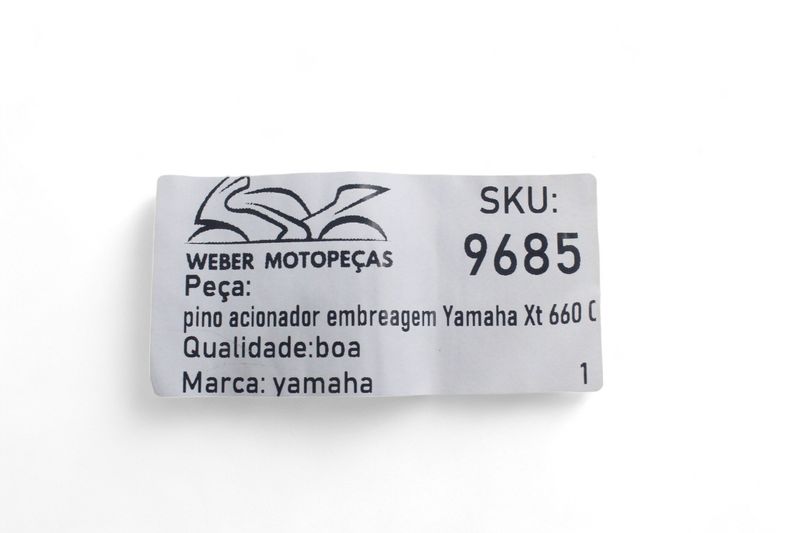 WEBER MOTOPEÇAS
SKU:
9685
Peça:
pino acionador embreagem Yamaha Xt 660
Qualidade:boa
Marca: yamaha
1